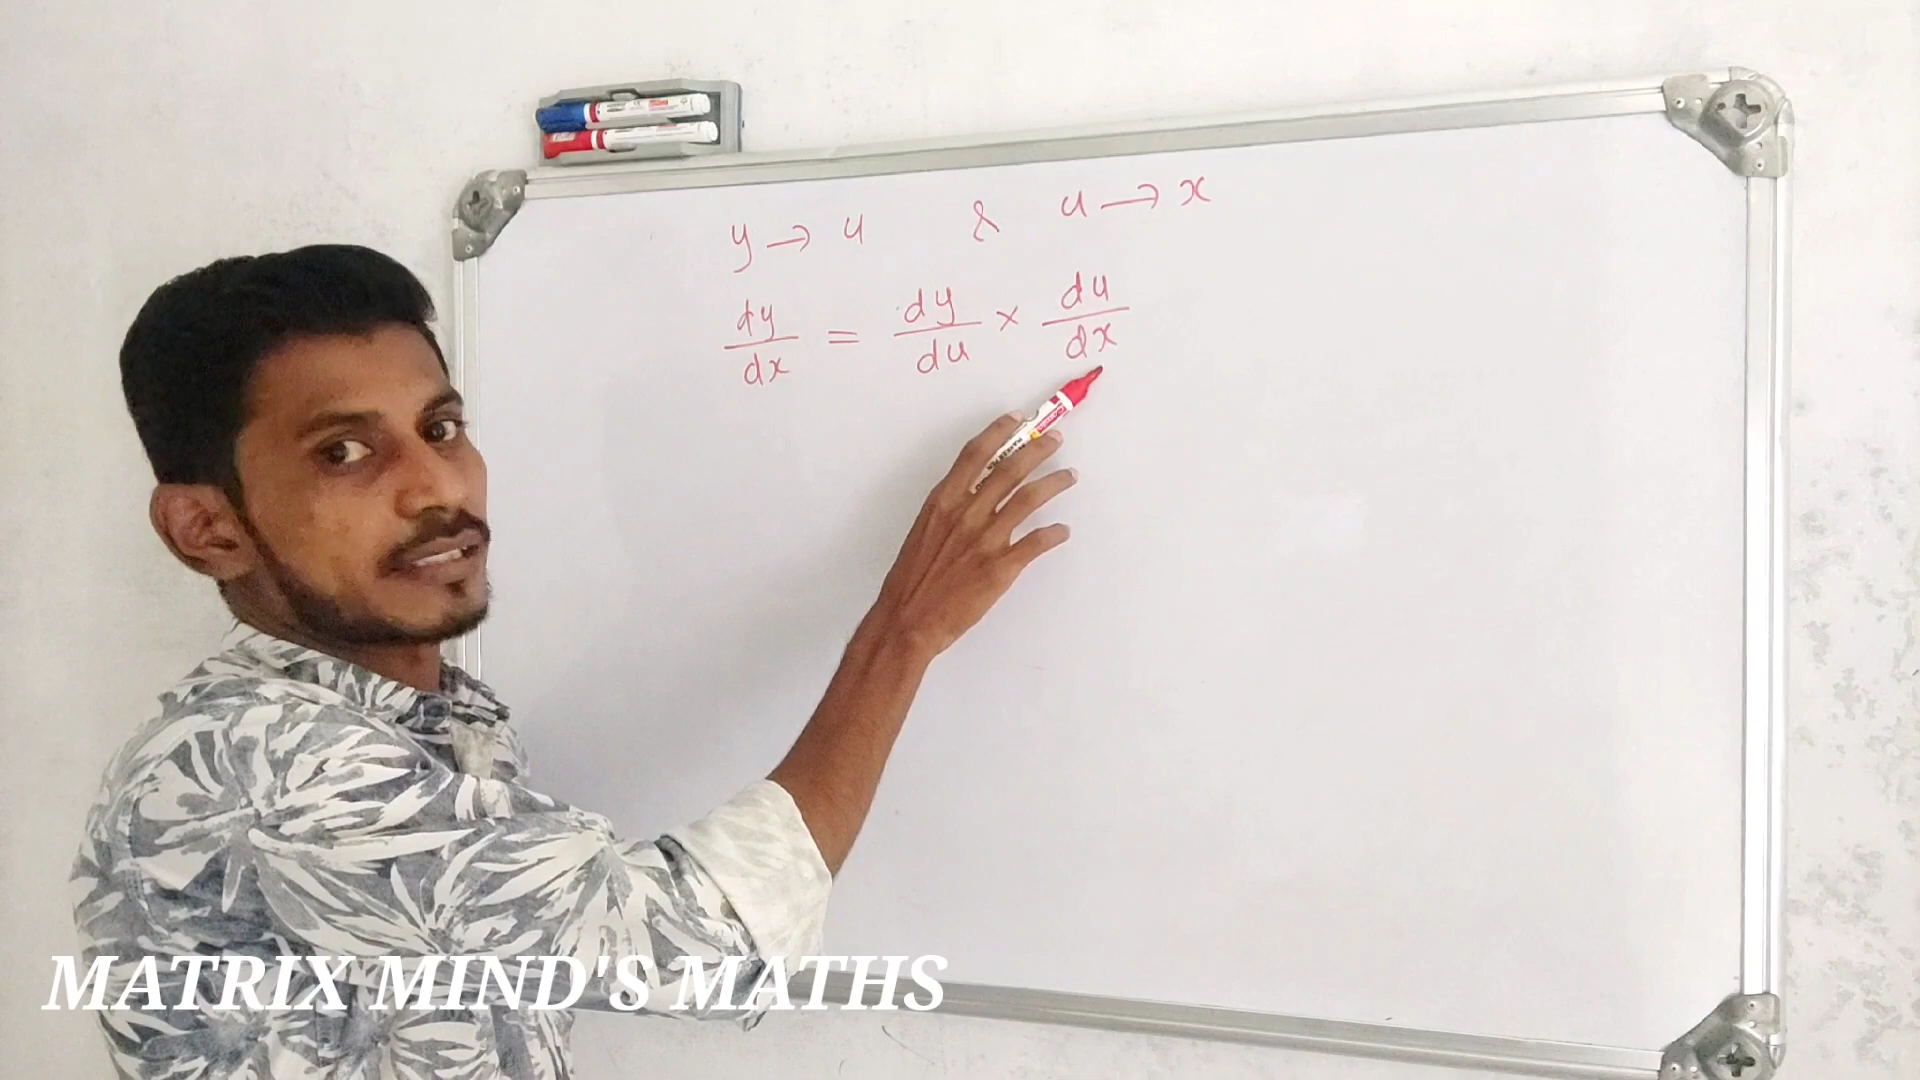 y → u & u → x
dy/dx = dy/du × du/dx
MATRIX MIND'S MATHS